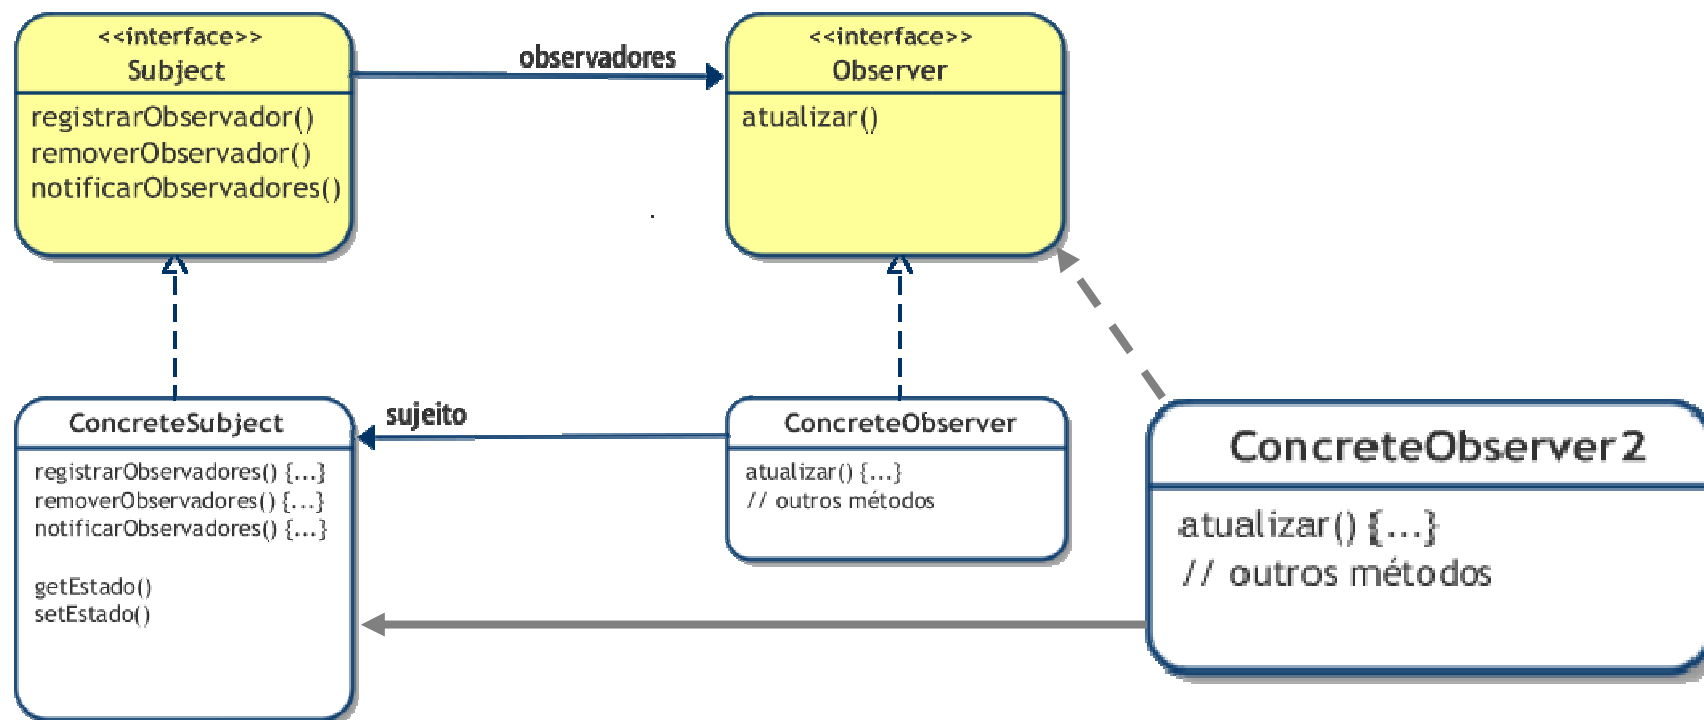 <<interface>>
Subject
registrarObservador()
removerObservador()
notificarObservadores()
observadores
<<interface>>
Observer
atualizar()
ConcreteSubject
registrarObservadores() {...}
removerObservadores() {...}
notificarObservadores() {...}
getEstado()
setEstado()
sujeito
ConcreteObserver
atualizar() {...}
// outros métodos
ConcreteObserver2
atualizar() {...}
// outros métodos